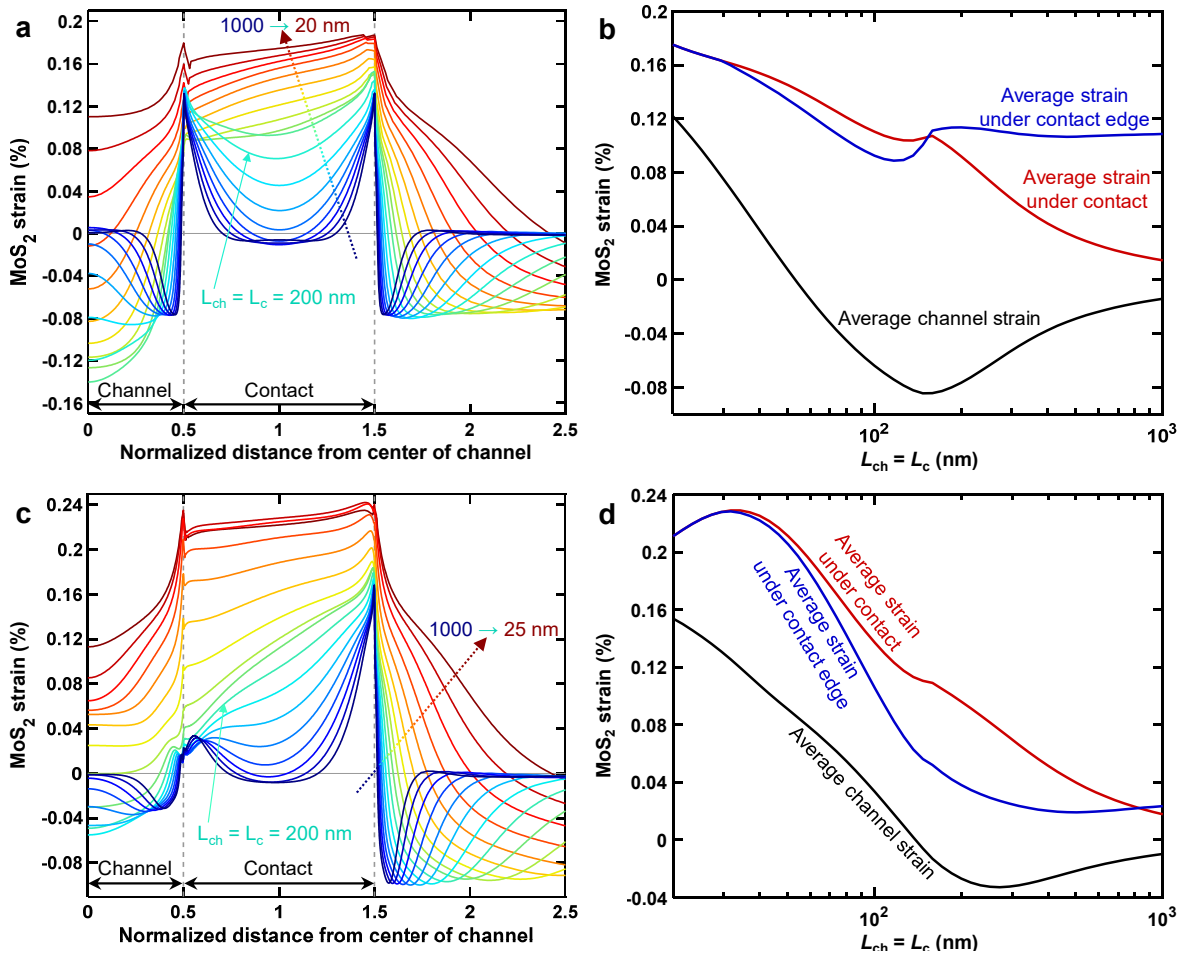 a
1000 → 20 nm
MoS2 strain (%)
0.2
0.16
0.12
0.08
0.04
0
-0.04
-0.08
-0.12
-0.16
Lch = Lc = 200 nm
Channel
Contact
0
0.5
1
1.5
2
2.5
Normalized distance from center of channel
b
MoS2 strain (%)
0.2
0.16
0.12
0.08
0.04
0
-0.04
-0.08
Average strain
under contact edge
Average strain
under contact
Average channel strain
10^2
10^3
Lch = Lc (nm)
c
MoS2 strain (%)
0.24
0.2
0.16
0.12
0.08
0.04
0
-0.04
-0.08
1000 → 25 nm
Lch = Lc = 200 nm
Channel
Contact
0
0.5
1
1.5
2
2.5
Normalized distance from center of channel
d
MoS2 strain (%)
0.24
0.2
0.16
0.12
0.08
0.04
0
-0.04
Average strain
under contact
Average strain
under contact edge
Average channel strain
10^2
10^3
Lch = Lc (nm)